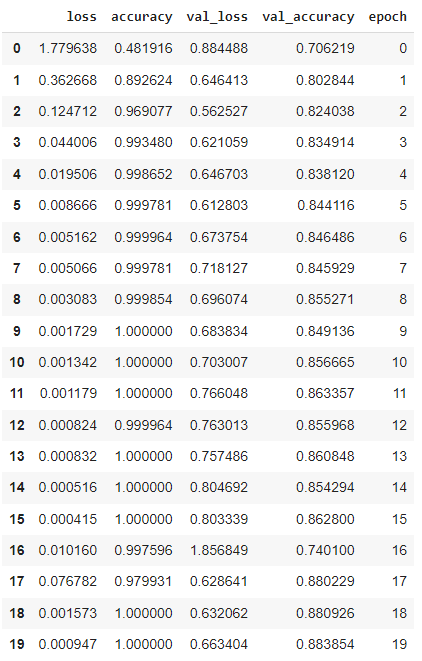 loss accuracy val_loss val_accuracy epoch
0 1.779638 0.481916 0.884488 0.706219 0
1 0.362668 0.892624 0.646413 0.802844 1
2 0.124712 0.969077 0.562527 0.824038 2
3 0.044006 0.993480 0.621059 0.834914 3
4 0.019506 0.998652 0.646703 0.838120 4
5 0.008666 0.999781 0.612803 0.844116 5
6 0.005162 0.999964 0.673754 0.846486 6
7 0.005066 0.999781 0.718127 0.845929 7
8 0.003083 0.999854 0.696074 0.855271 8
9 0.001729 1.000000 0.683834 0.849136 9
10 0.001342 1.000000 0.703007 0.856665 10
11 0.001179 1.000000 0.766048 0.863357 11
12 0.000824 0.999964 0.763013 0.855968 12
13 0.000832 1.000000 0.757486 0.860848 13
14 0.000516 1.000000 0.804692 0.854294 14
15 0.000415 1.000000 0.803339 0.862800 15
16 0.010160 0.997596 1.856849 0.740100 16
17 0.076782 0.979931 0.628641 0.880229 17
18 0.001573 1.000000 0.632062 0.880926 18
19 0.000947 1.000000 0.663404 0.883854 19